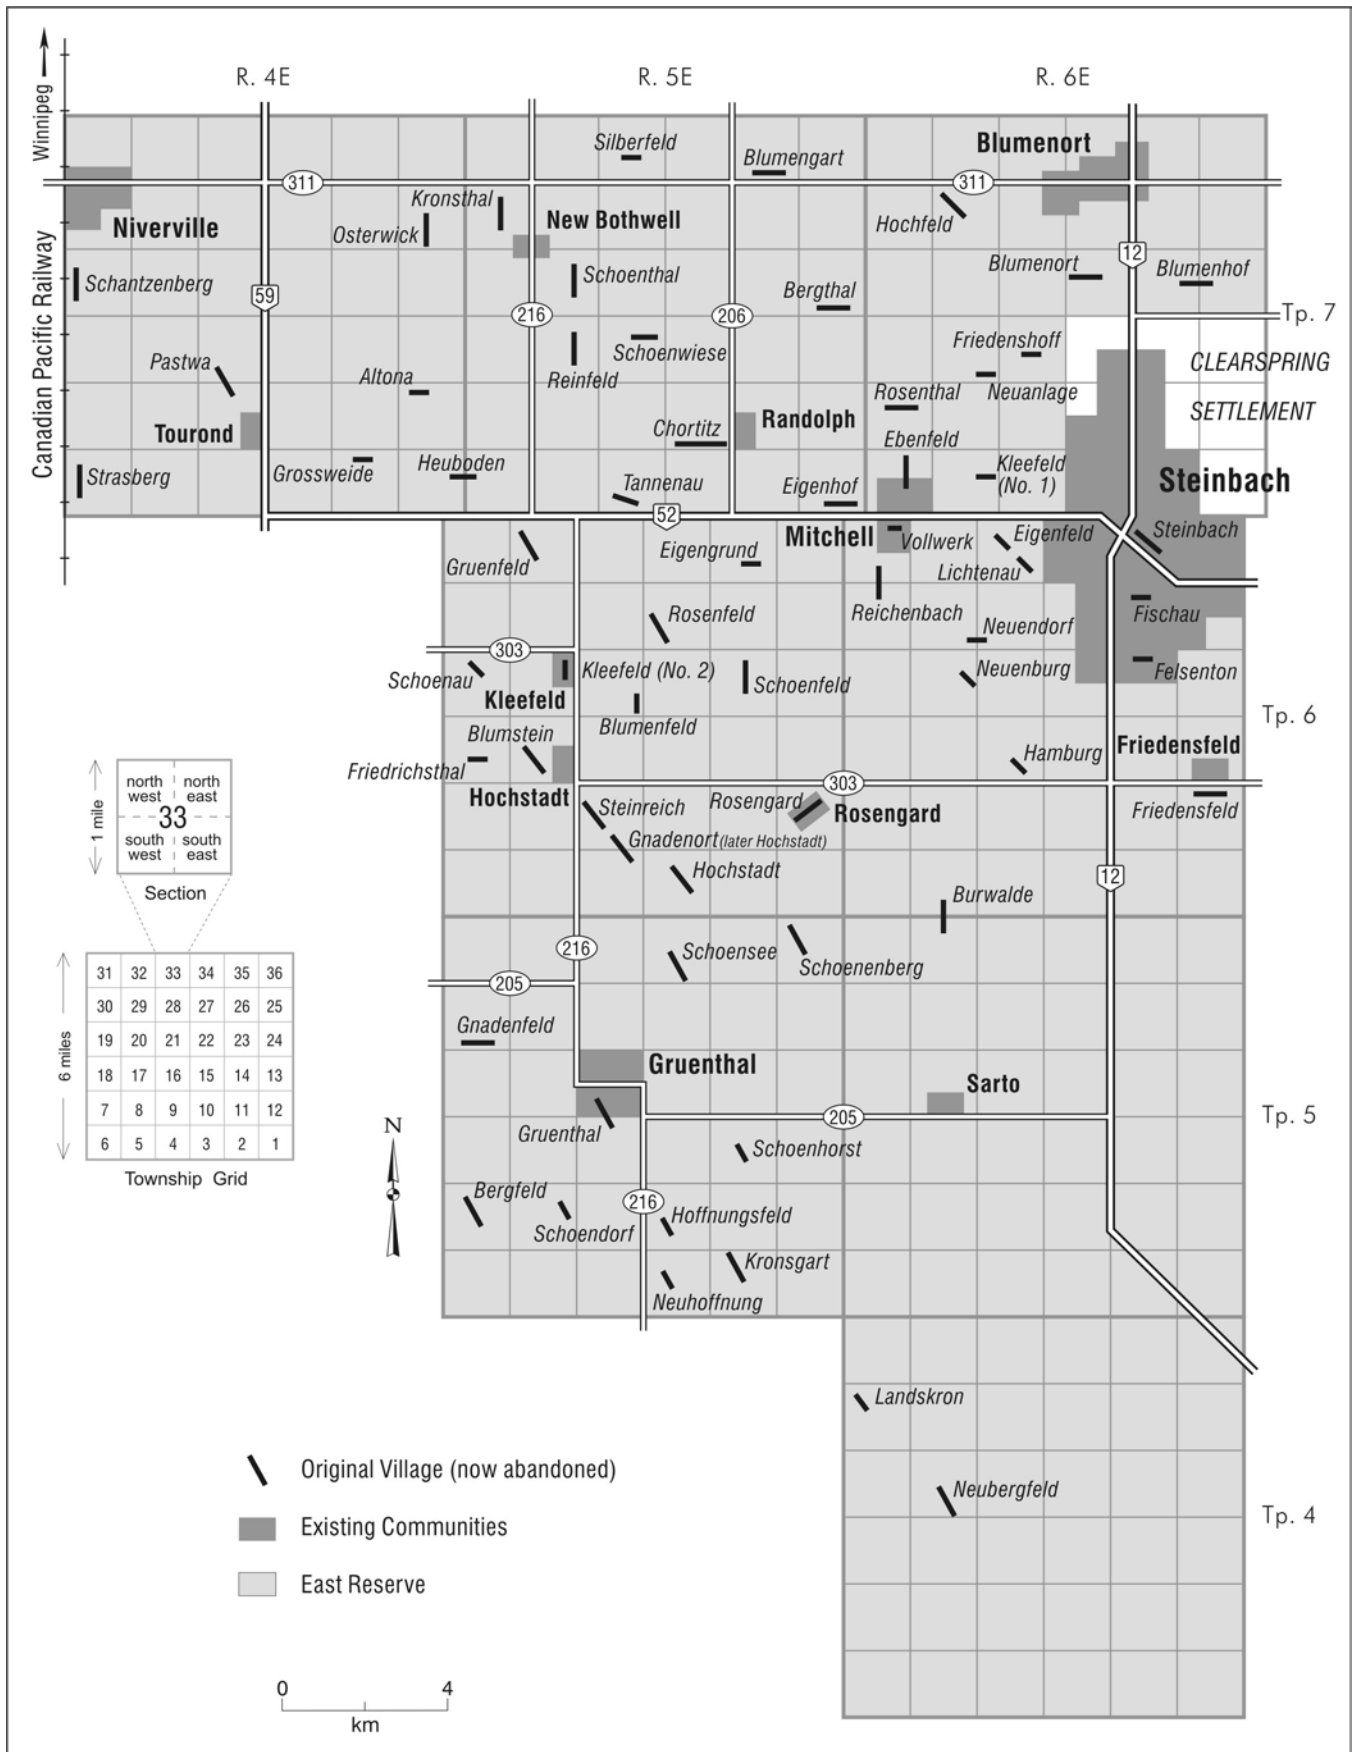 R. 4E
R. 5E
R. 6E
Winnipeg
Canadian Pacific Railway
Silberfeld
Blumengart
Blumenort
311
311
Kronsthal
Niverville
Osterwick
New Bothwell
Hochfeld
12
Schantzenberg
Schoenthal
Blumenort
Blumenhof
59
Bergthal
216
206
Tp. 7
Pastwa
Altona
Schoenwiese
Reinfeld
Friedenshoff
Neuanlage
CLEARSPRING
SETTLEMENT
Rosenthal
Tourond
Chortitz
Randolph
Ebenfeld
Strasberg
Grossweide
Heuboden
Tannenau
Eigenhof
Kleefeld
(No. 1)
Steinbach
52
Mitchell
Vollwerk
Eigenfeld
Steinbach
Gruenfeld
Eigengrund
Lichtenau
Reichenbach
Fischau
Rosenfeld
Neuendorf
303
Schoenau
Kleefeld (No. 2)
Schoenfeld
Neuenburg
Felsenton
Kleefeld
Blumenfeld
Tp. 6
Blumstein
Friedrichsthal
Hamburg
Friedensfeld
303
Hochstadt
Steinreich
Rosengard
Rosengard
Friedensfeld
Gnadenort (later Hochstadt)
Hochstadt
12
Burwalde
216
Schoensee
Schoenenberg
205
Gnadenfeld
Gruenthal
Sarto
205
Tp. 5
Gruenthal
Schoenhorst
Bergfeld
Schoendorf
216
Hoffnungsfeld
Kronsgart
Neuhoffnung
Landskron
Neubergfeld
Tp. 4
1 mile
north
west
north
east
33
south
west
south
east
Section
6 miles
31 32 33 34 35 36
30 29 28 27 26 25
19 20 21 22 23 24
18 17 16 15 14 13
7 8 9 10 11 12
6 5 4 3 2 1
Township Grid
N
Original Village (now abandoned)
Existing Communities
East Reserve
0 4
km